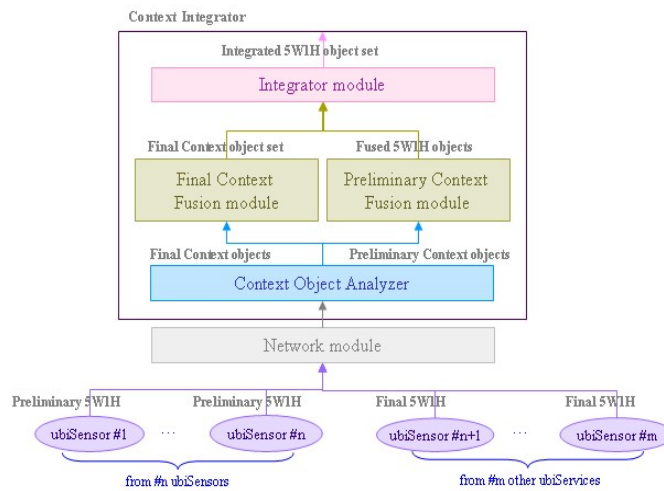 Context Integrator
Integrated 5W1H object set
Integrator module
Final Context object set
Fused 5W1H objects
Final Context
Fusion module
Preliminary Context
Fusion module
Final Context objects
Preliminary Context objects
Context Object Analyzer
Network module
Preliminary 5W1H
Preliminary 5W1H
Final 5W1H
Final 5W1H
ubiSensor #1
...
ubiSensor #n
ubiSensor #n+1
...
ubiSensor #m
from #n ubiSensors
from #m other ubiServices